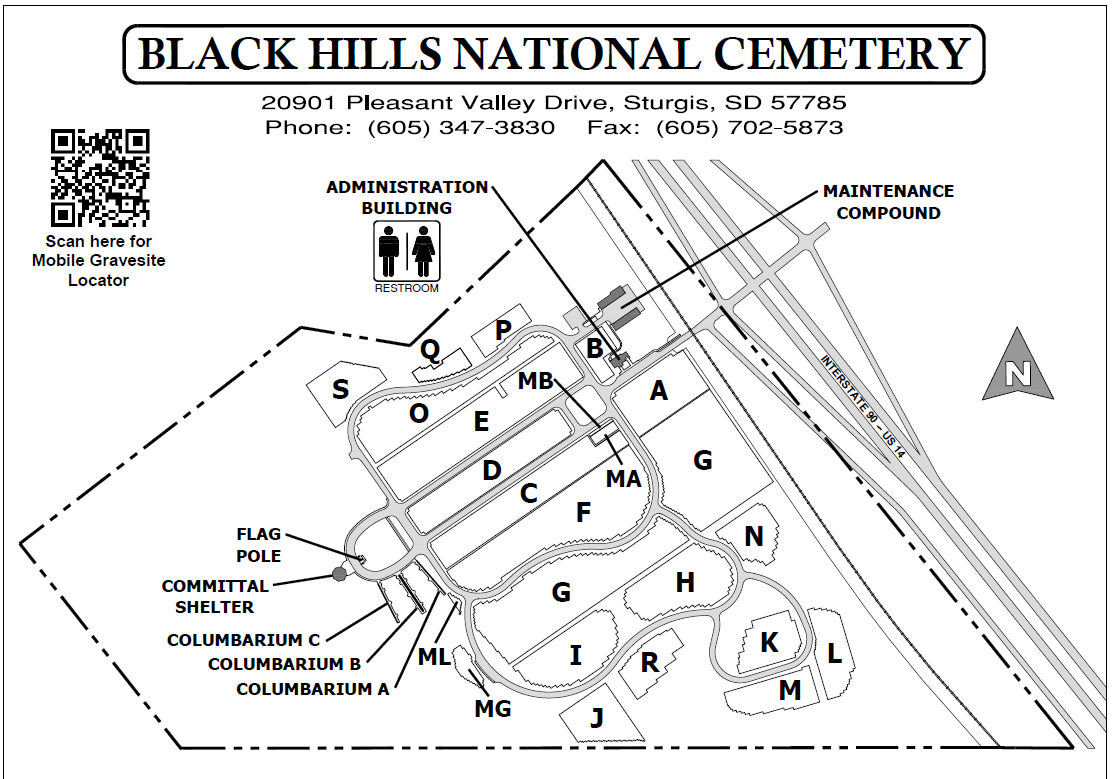 BLACK HILLS NATIONAL CEMETERY
20901 Pleasant Valley Drive, Sturgis, SD 57785
Phone: (605) 347-3830 Fax: (605) 702-5873
Scan here for
Mobile Gravesite
Locator
ADMINISTRATION
BUILDING
RESTROOM
MAINTENANCE
COMPOUND
INTERSTATE 90 – US 14
N
P
Q
B
S
MB
A
O
E
D
MA
G
C
F
N
FLAG
POLE
COMMITTAL
SHELTER
G
H
COLUMBARIUM C
COLUMBARIUM B
COLUMBARIUM A
ML
MG
I
R
K
L
M
J